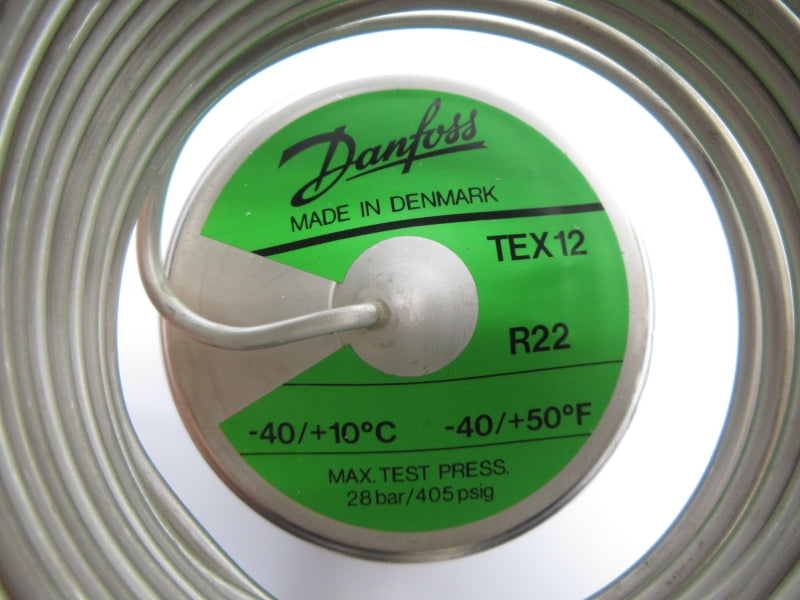 Danfoss
MADE IN DENMARK
TEX12
R22
-40/+10°C -40/+50°F
MAX. TEST PRESS.
28 bar/405 psig